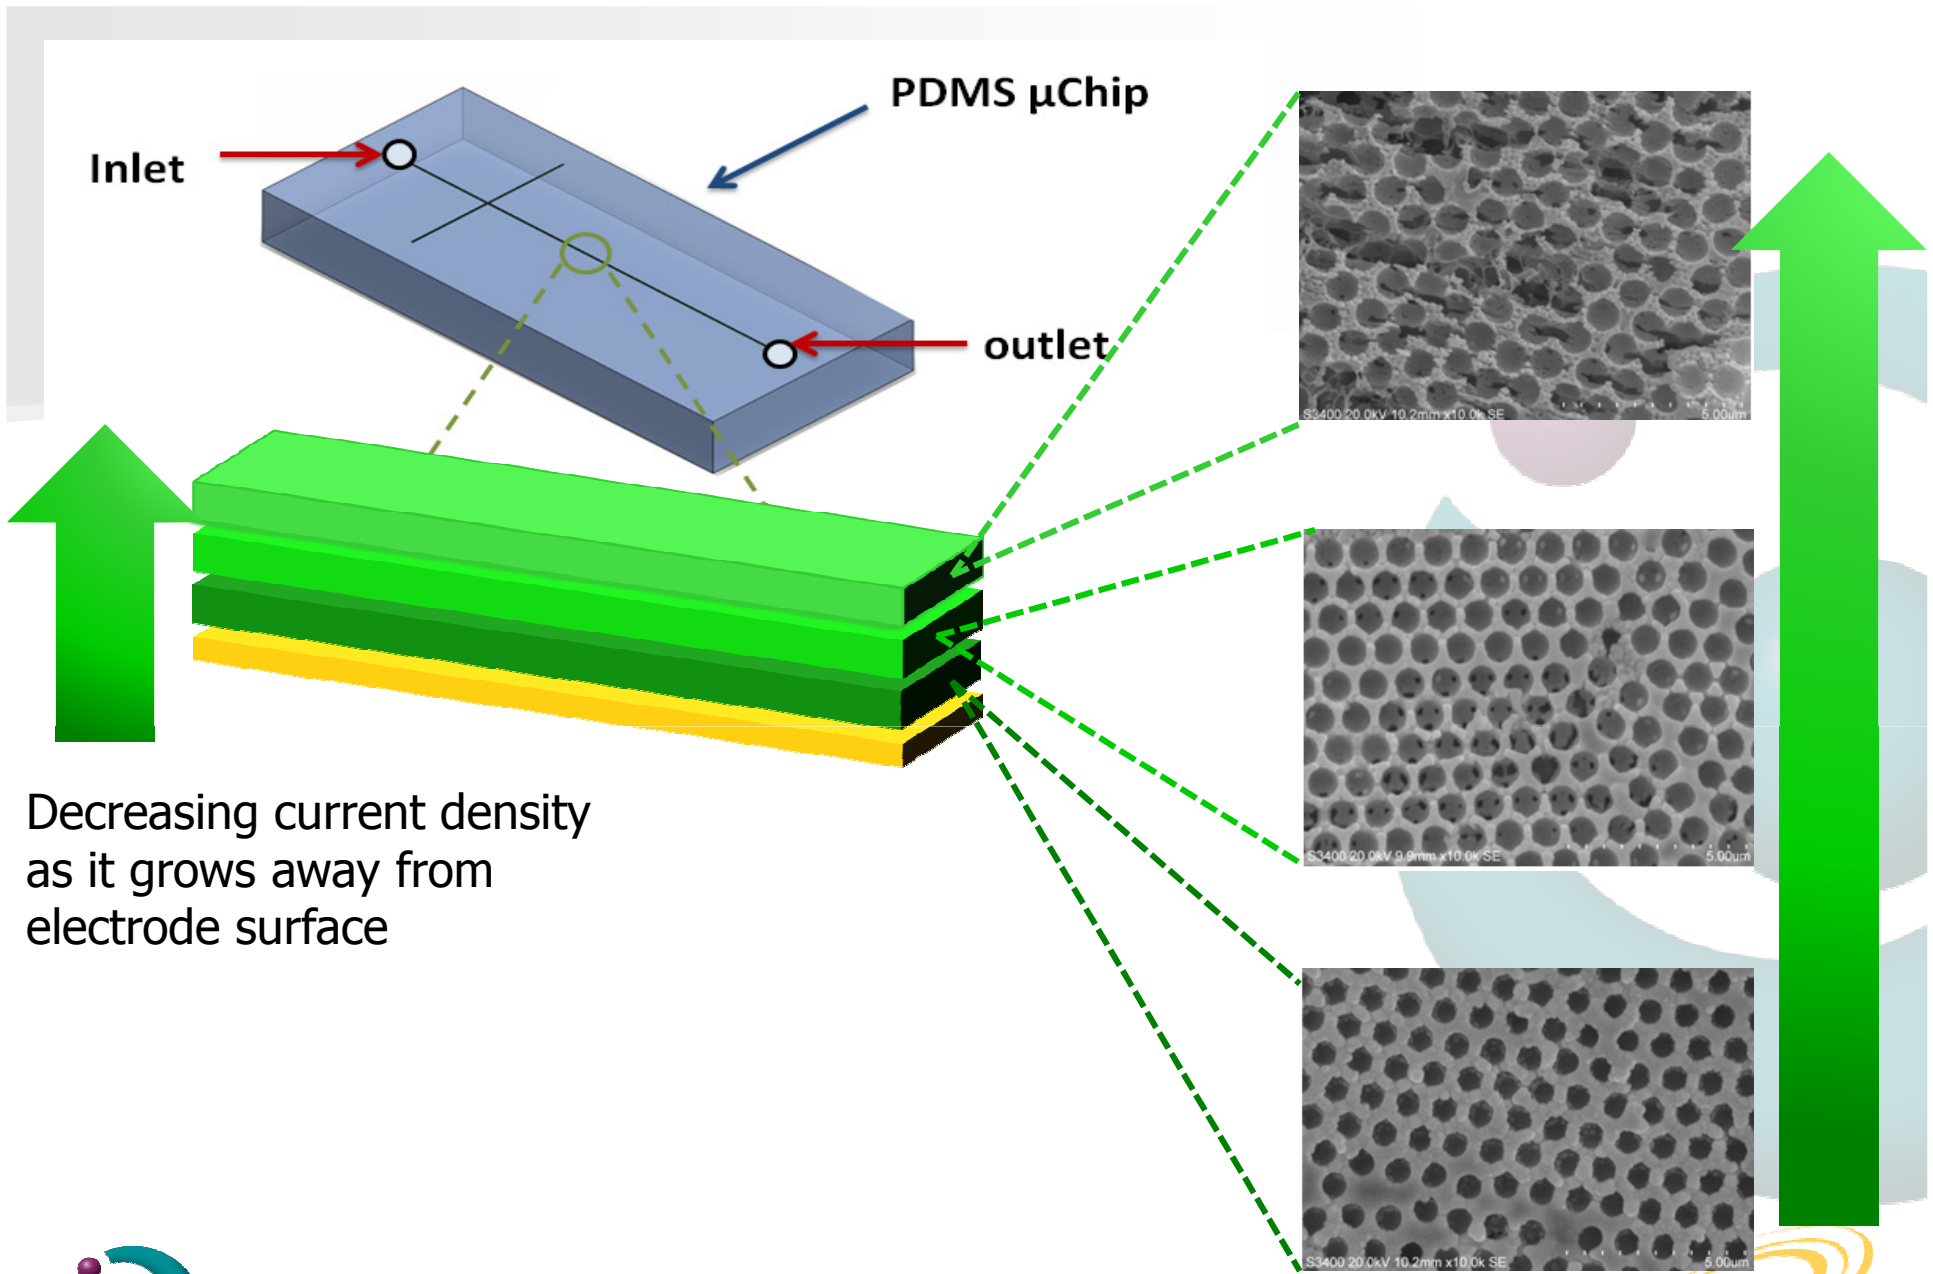 PDMS µChip
Inlet
outlet
S3400 20.0kV 10.2mm x10.0k SE
5.00um
S3400 20.0kV 9.9mm x10.0k SE
5.00um
Decreasing current density
as it grows away from
electrode surface
S3400 20.0kV 10.2mm x10.0k SE
5.00um